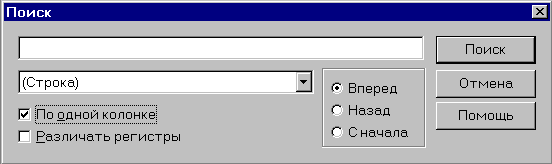 Поиск
Поиск
(Строка)
Вперед
Отмена
По одной колонке
Назад
Помощь
Различать регистры
С начала